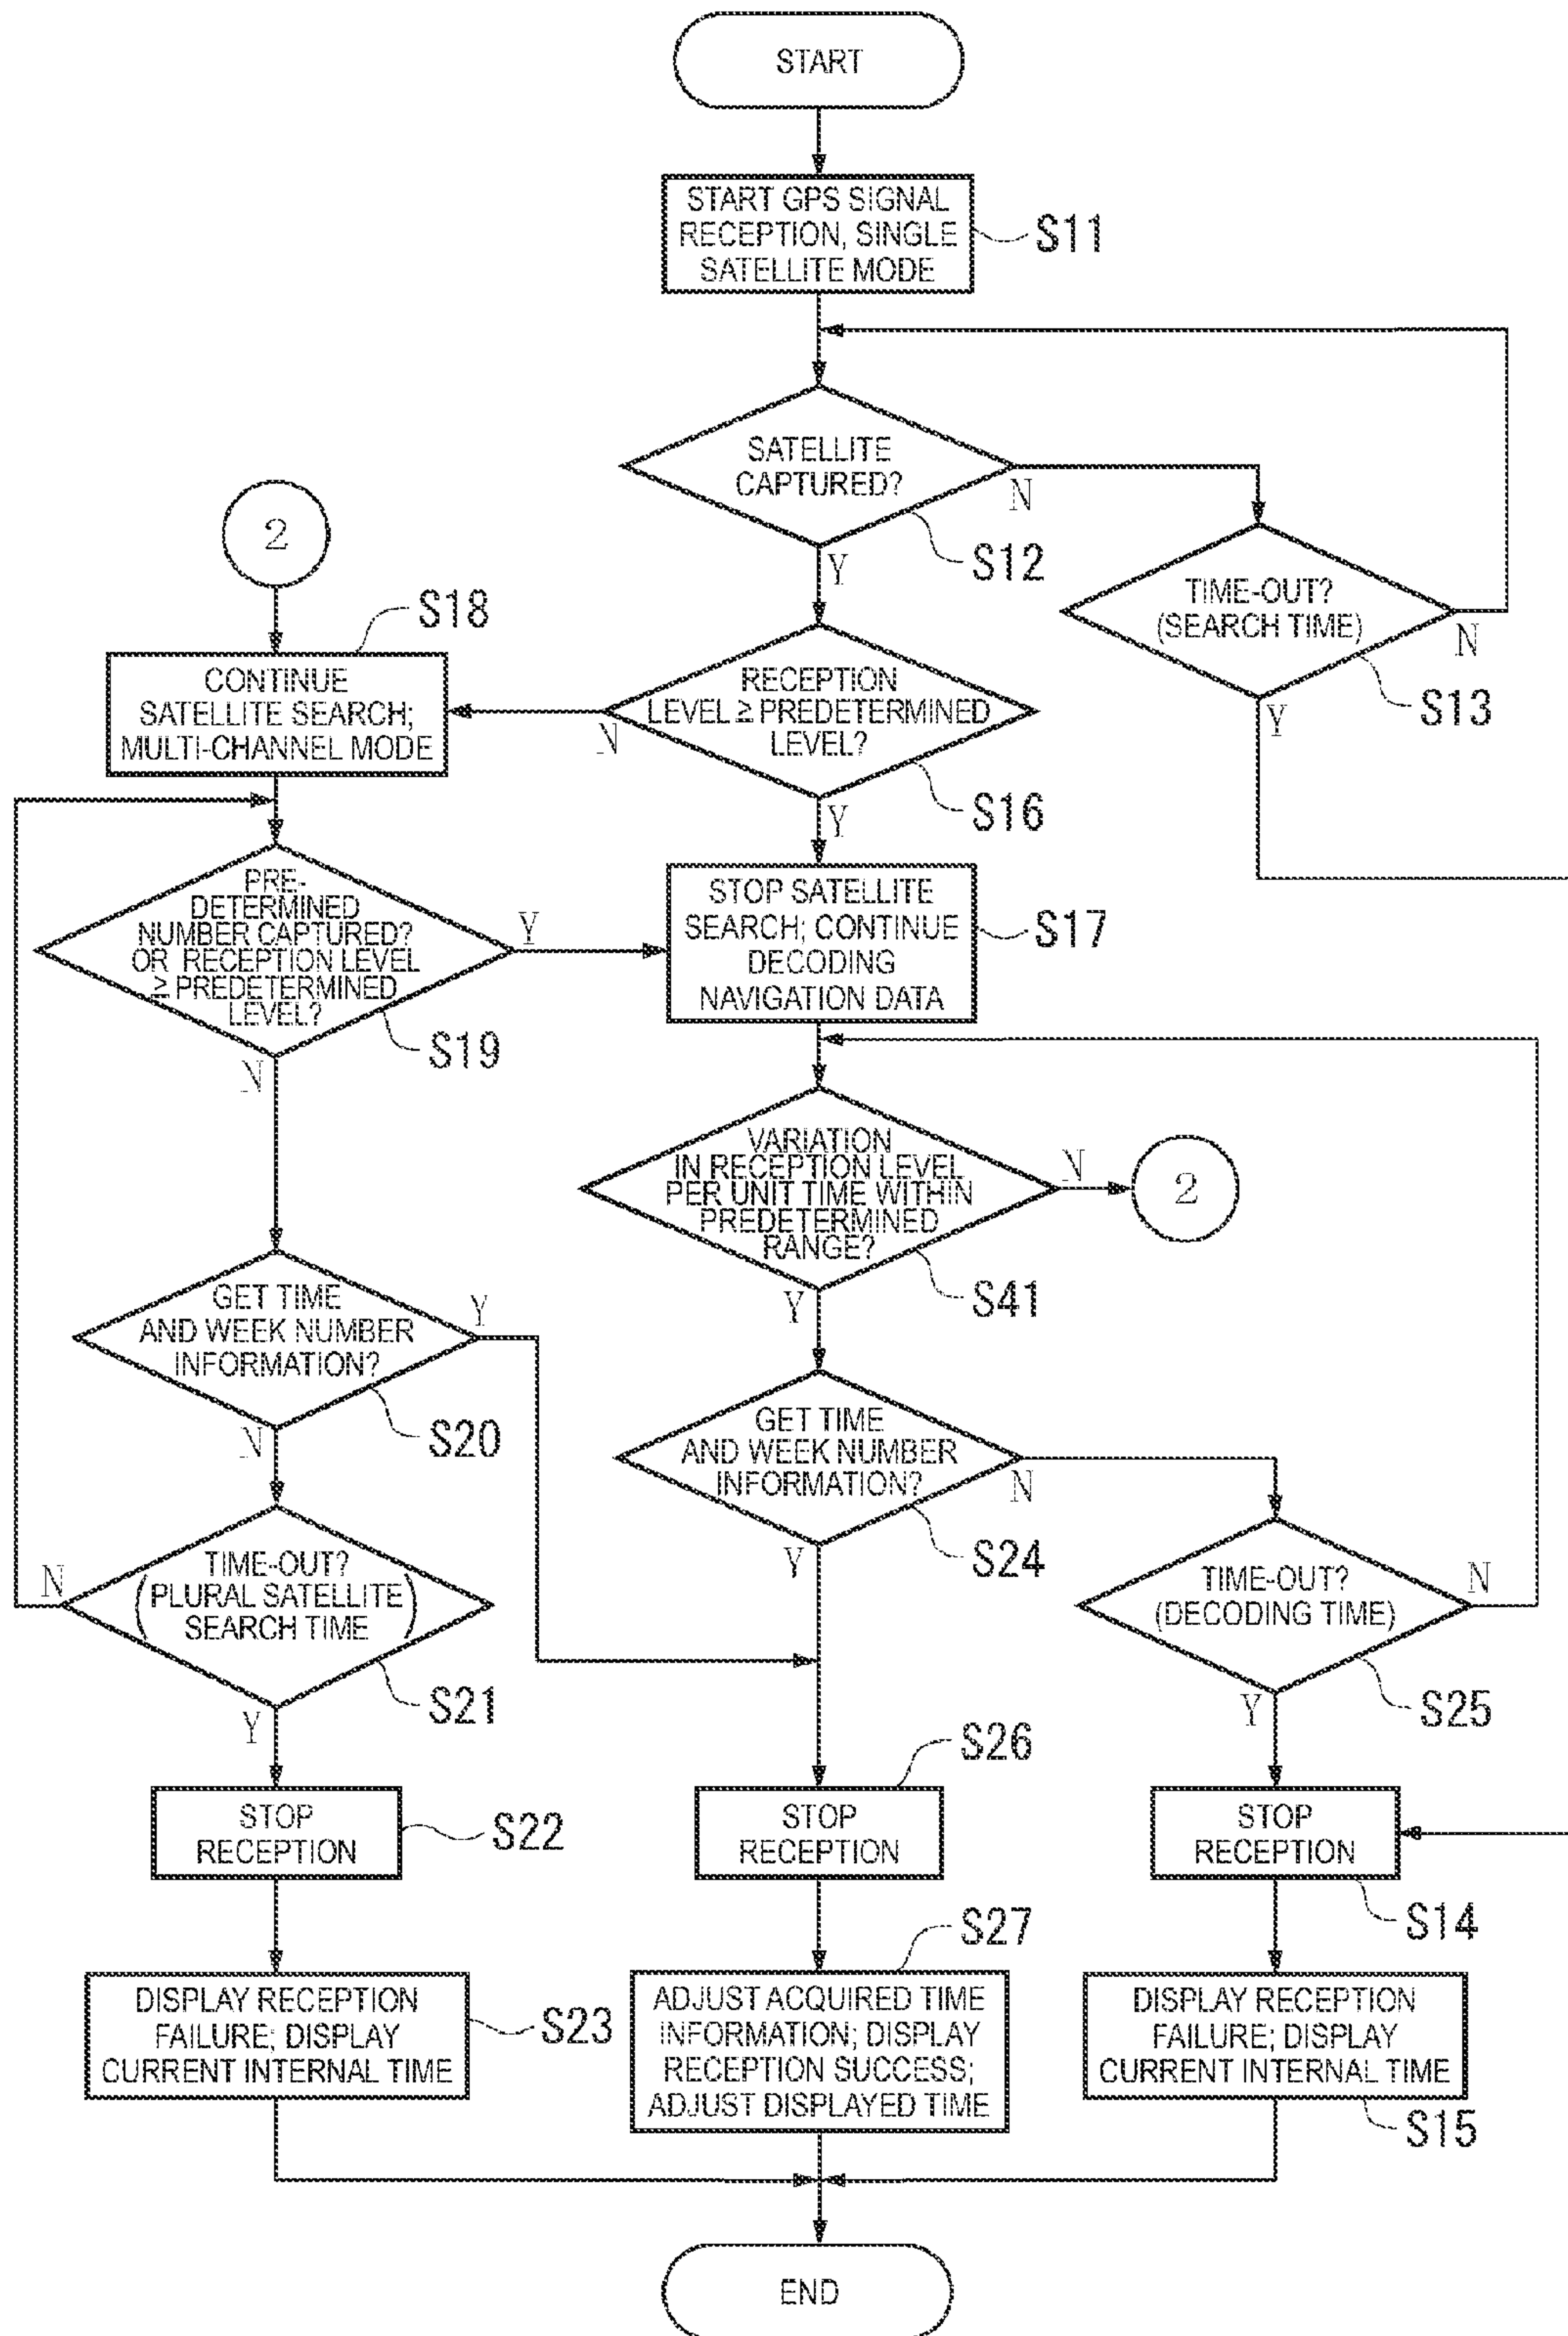 START
START GPS SIGNAL
RECEPTION, SINGLE
SATELLITE MODE
S11
SATELLITE
CAPTURED?
N
S12
Y
TIME-OUT?
(SEARCH TIME)
N
S13
Y
2
S18
CONTINUE
SATELLITE SEARCH;
MULTI-CHANNEL MODE
RECEPTION
LEVEL ≥ PREDETERMINED
LEVEL?
N
S16
Y
PRE-
DETERMINED
NUMBER CAPTURED?
OR RECEPTION LEVEL
≥ PREDETERMINED
LEVEL?
Y
S19
N
STOP SATELLITE
SEARCH; CONTINUE
DECODING
NAVIGATION DATA
S17
VARIATION
IN RECEPTION LEVEL
PER UNIT TIME WITHIN
PREDETERMINED
RANGE?
N
2
S41
Y
GET TIME
AND WEEK NUMBER
INFORMATION?
Y
S20
N
GET TIME
AND WEEK NUMBER
INFORMATION?
N
S24
Y
TIME-OUT?
(PLURAL SATELLITE
SEARCH TIME)
N
S21
Y
TIME-OUT?
(DECODING TIME)
N
S25
Y
STOP
RECEPTION
S22
S26
STOP
RECEPTION
STOP
RECEPTION
S14
DISPLAY RECEPTION
FAILURE; DISPLAY
CURRENT INTERNAL TIME
S23
S27
ADJUST ACQUIRED TIME
INFORMATION; DISPLAY
RECEPTION SUCCESS;
ADJUST DISPLAYED TIME
DISPLAY RECEPTION
FAILURE; DISPLAY
CURRENT INTERNAL TIME
S15
END